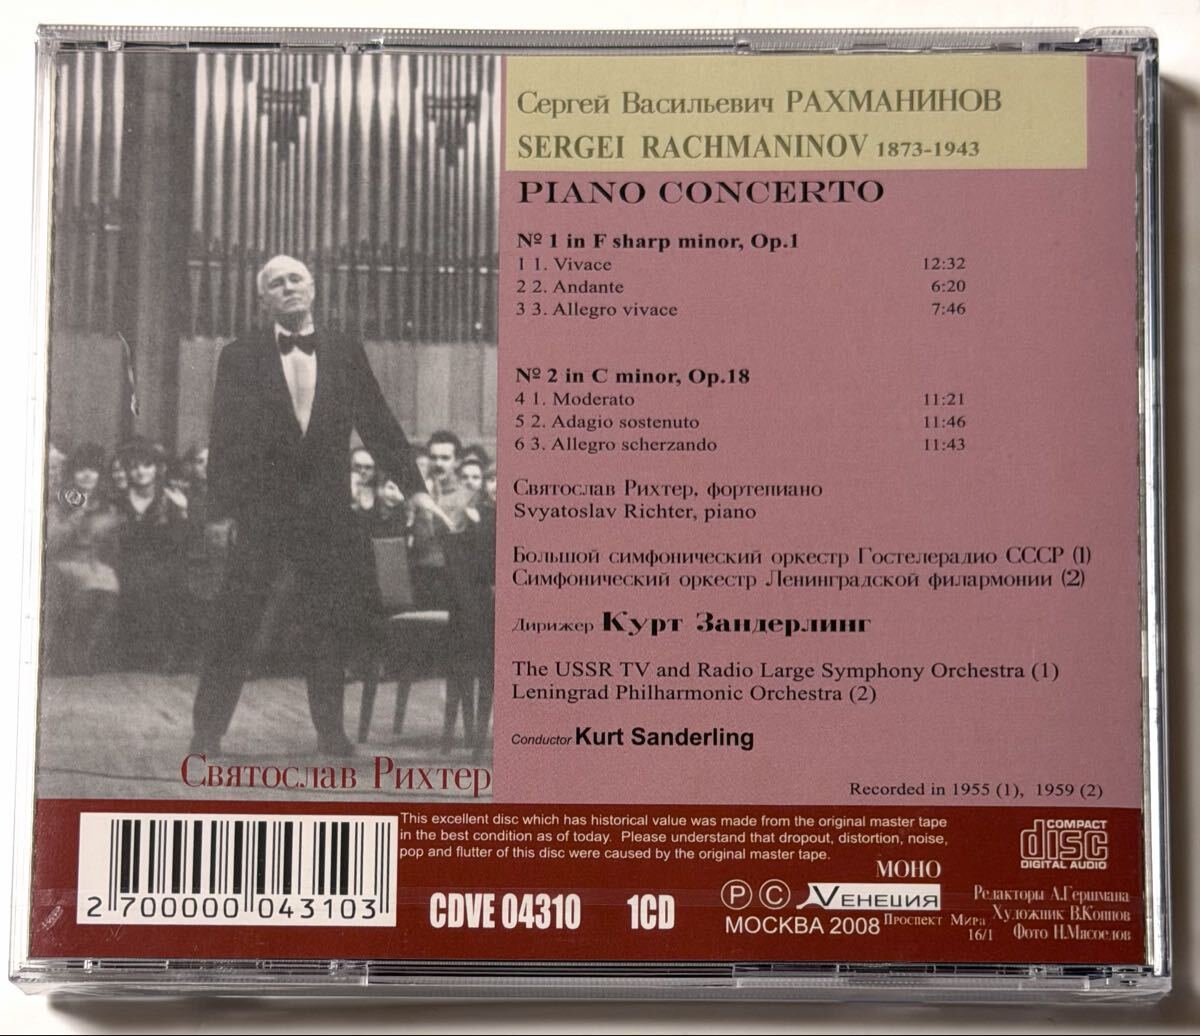 Сергей Васильевич РАХМАНИНОВ
SERGEI RACHMANINOV 1873-1943
PIANO CONCERTO
№ 1 in F sharp minor, Op.1
1 1. Vivace 12:32
2 2. Andante 6:20
3 3. Allegro vivace 7:46
№ 2 in C minor, Op.18
4 1. Moderato 11:21
5 2. Adagio sostenuto 11:46
6 3. Allegro scherzando 11:43
Святослав Рихтер, фортепиано
Svyatoslav Richter, piano
Большой симфонический оркестр Гостелерадио СССР (1)
Симфонический оркестр Ленинградской филармонии (2)
Дирижер Курт Зандерлинг
The USSR TV and Radio Large Symphony Orchestra (1)
Leningrad Philharmonic Orchestra (2)
Conductor Kurt Sanderling
Святослав Рихтер
Recorded in 1955 (1), 1959 (2)
This excellent disc which has historical value was made from the original master tape
in the best condition as of today. Please understand that dropout, distortion, noise,
pop and flutter of this disc were caused by the original master tape.
COMPACT
disc
DIGITAL AUDIO
МОНО
2 700000 043103
CDVE 04310 1CD
Ⓟ Ⓒ VЕНЕЦИЯ
МОСКВА 2008
Проспект Мира
16/1
Редакторы А.Гершмана
Художник В.Копнов
Фото Н.Мясоедов